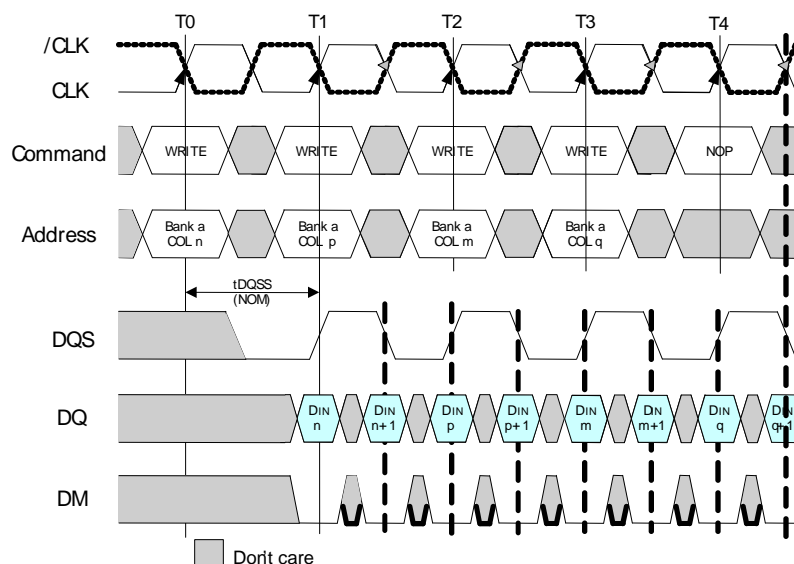 T0 T1 T2 T3 T4
/CLK
CLK
Command WRITE WRITE WRITE WRITE NOP
Address Bank a COL n Bank a COL p Bank a COL m Bank a COL q
tDQSS
(NOM)
DQS
DQ DIN n DIN n+1 DIN p DIN p+1 DIN m DIN m+1 DIN q DIN q+1
DM
Don't care